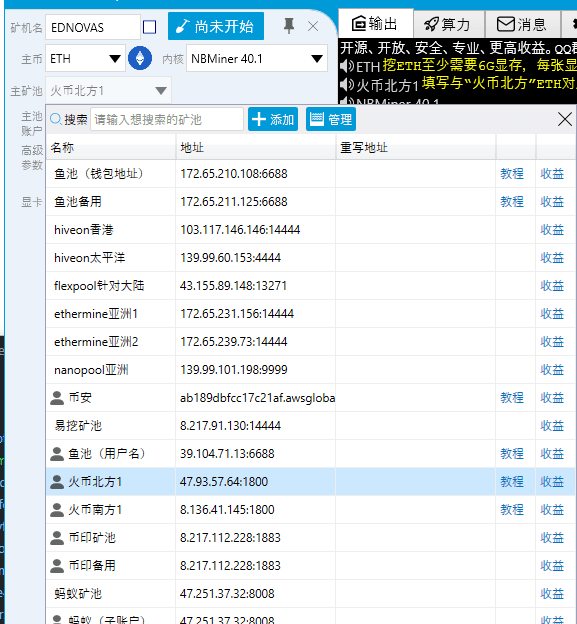 矿机名 EDNOVAS 尚未开始
输出 算力 消息
主币 ETH 内核 NBMiner 40.1
开源、开放、安全、专业、更高收益。QQ群
ETH挖ETH至少需要6G显存，每张显
主矿池 火币北方1
火币北方1填写与“火币北方”ETH对
NBMiner 40.1
主池
账户
高级
参数
显卡
搜索 请输入想搜索的矿池 添加 管理
名称 地址 重写地址
鱼池（钱包地址） 172.65.210.108:6688 教程 收益
鱼池备用 172.65.211.125:6688 教程 收益
hiveon香港 103.117.146.146:14444 收益
hiveon太平洋 139.99.60.153:4444 收益
flexpool针对大陆 43.155.89.148:13271 收益
ethermine亚洲1 172.65.231.156:14444 收益
ethermine亚洲2 172.65.239.73:14444 收益
nanopool亚洲 139.99.101.198:9999 收益
币安 ab189dbfcc17c21af.awsgloba 教程 收益
易挖矿池 8.217.91.130:14444 收益
鱼池（用户名） 39.104.71.13:6688 教程 收益
火币北方1 47.93.57.64:1800 教程 收益
火币南方1 8.136.41.145:1800 教程 收益
币印矿池 8.217.112.228:1883 收益
币印备用 8.217.112.228:1883 收益
蚂蚁矿池 47.251.37.32:8008 收益
蚂蚁（子账户） 47.251.37.32:8008 收益